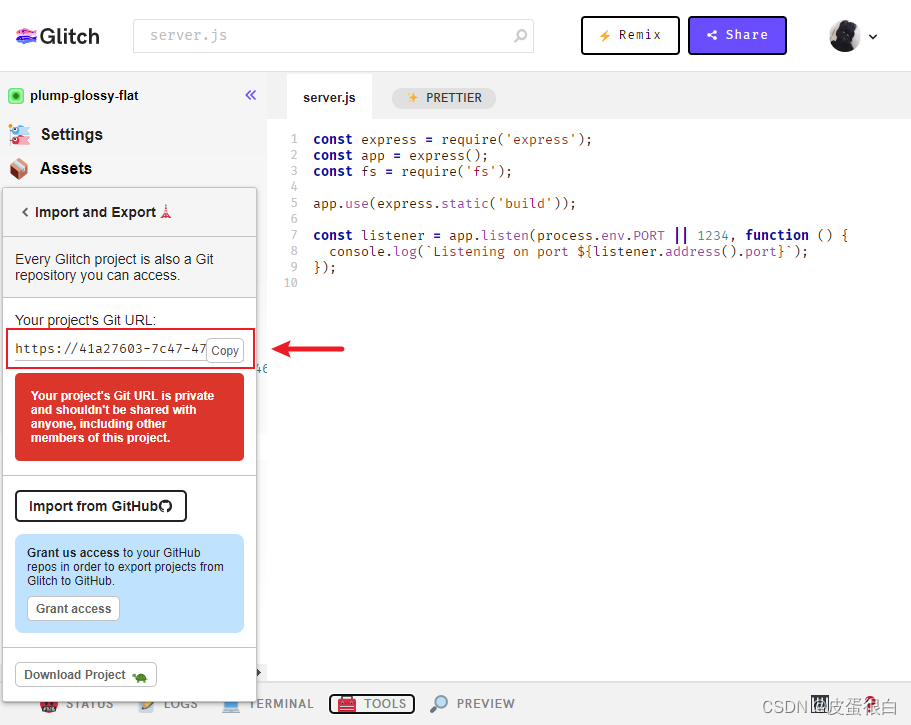 Glitch
server.js
Remix
Share
plump-glossy-flat
«
server.js
PRETTIER
Settings
Assets
Import and Export
Every Glitch project is also a Git
repository you can access.
Your project's Git URL:
https://41a27603-7c47-47
Copy
46
Your project's Git URL is private
and shouldn't be shared with
anyone, including other
members of this project.
Import from GitHub
Grant us access to your GitHub
repos in order to export projects from
Glitch to GitHub.
Grant access
Download Project
1 const express = require('express');
2 const app = express();
3 const fs = require('fs');
4
5 app.use(express.static('build'));
6
7 const listener = app.listen(process.env.PORT || 1234, function () {
8 console.log(`Listening on port ${listener.address().port}`);
9 });
10
STATUS
LOGS
TERMINAL
TOOLS
PREVIEW
CSDN @皮蛋很白